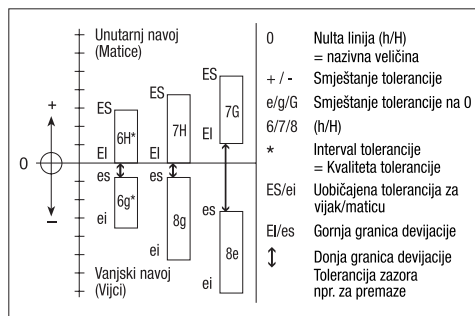 Unutarnji navoj
(Matice)
ES
6H*
EI
ES
7H
EI
ES
7G
EI
+
0
−
es
6g*
ei
es
8g
ei
es
8e
ei
Vanjski navoj
(Vijci)
0 Nulta linija (h/H)
= nazivna veličina
+ / - Smještanje tolerancije
e/g/G Smještanje tolerancije na 0
6/7/8 (h/H)
* Interval tolerancije
= Kvaliteta tolerancije
ES/ei Uobičajena tolerancija za
vijak/maticu
EI/es Gornja granica devijacije
↕ Donja granica devijacije
Tolerancija zazora
npr. za premaze